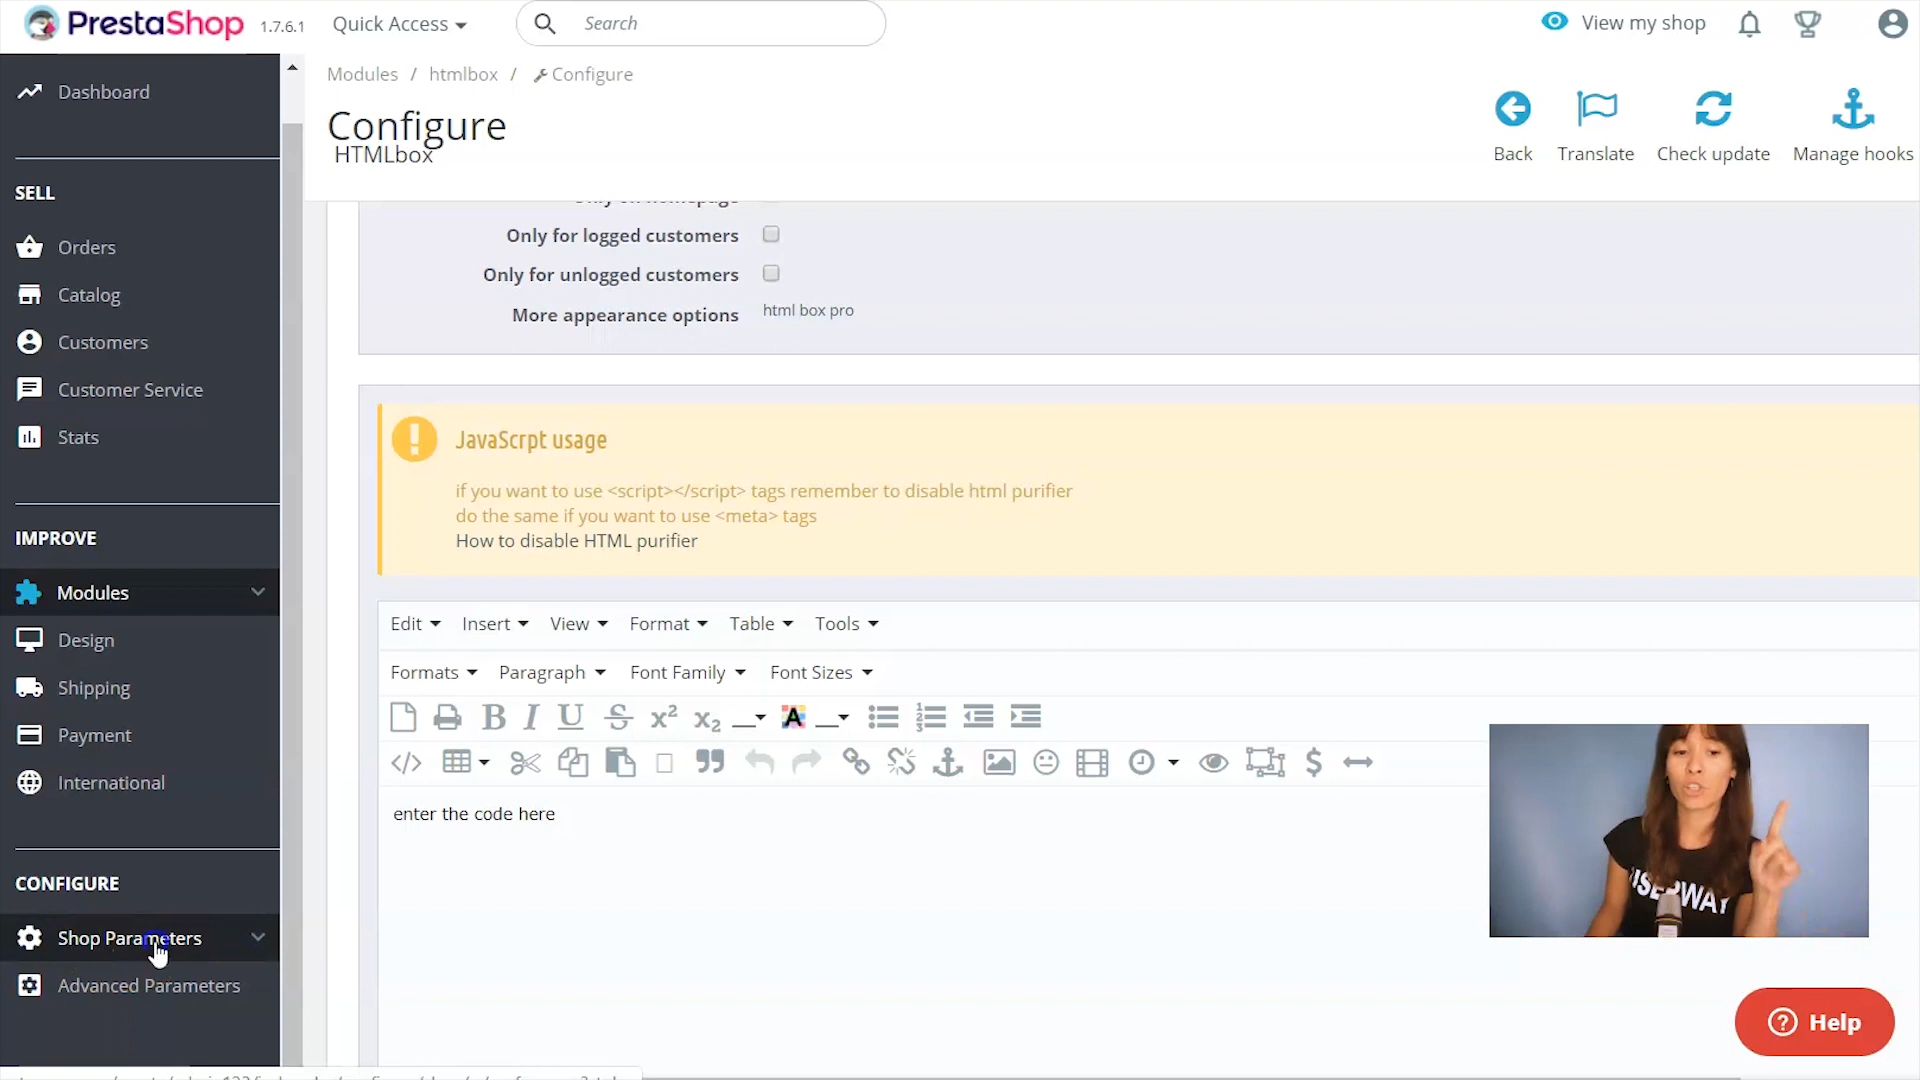 PrestaShop 1.7.6.1 Quick Access Search View my shop
Dashboard
SELL
Orders
Catalog
Customers
Customer Service
Stats
IMPROVE
Modules
Design
Shipping
Payment
International
CONFIGURE
Shop Parameters
Advanced Parameters
Modules / htmlbox / Configure
Configure
HTMLbox
Back Translate Check update Manage hooks
Only on homepage
Only for logged customers
Only for unlogged customers
More appearance options html box pro
JavaScrpt usage
if you want to use <script></script> tags remember to disable html purifier
do the same if you want to use <meta> tags
How to disable HTML purifier
Edit Insert View Format Table Tools
Formats Paragraph Font Family Font Sizes
enter the code here
USERWAY
Help